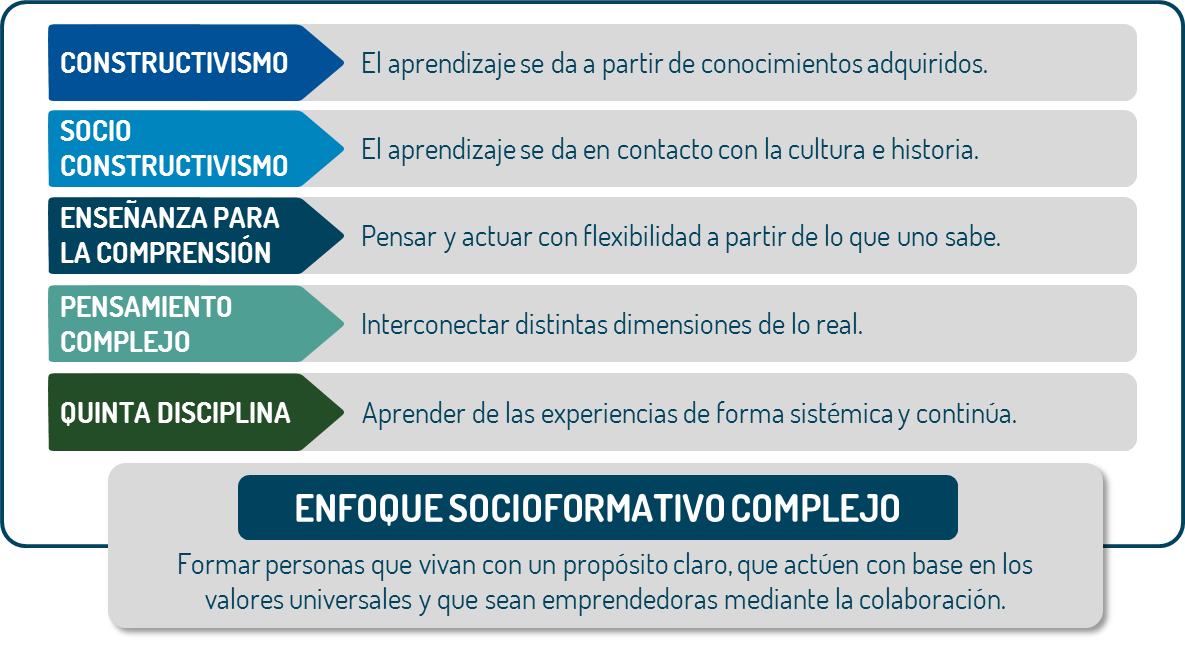 CONSTRUCTIVISMO
El aprendizaje se da a partir de conocimientos adquiridos.
SOCIO
CONSTRUCTIVISMO
El aprendizaje se da en contacto con la cultura e historia.
ENSEÑANZA PARA
LA COMPRENSIÓN
Pensar y actuar con flexibilidad a partir de lo que uno sabe.
PENSAMIENTO
COMPLEJO
Interconectar distintas dimensiones de lo real.
QUINTA DISCIPLINA
Aprender de las experiencias de forma sistémica y continúa.
ENFOQUE SOCIOFORMATIVO COMPLEJO
Formar personas que vivan con un propósito claro, que actúen con base en los
valores universales y que sean emprendedoras mediante la colaboración.